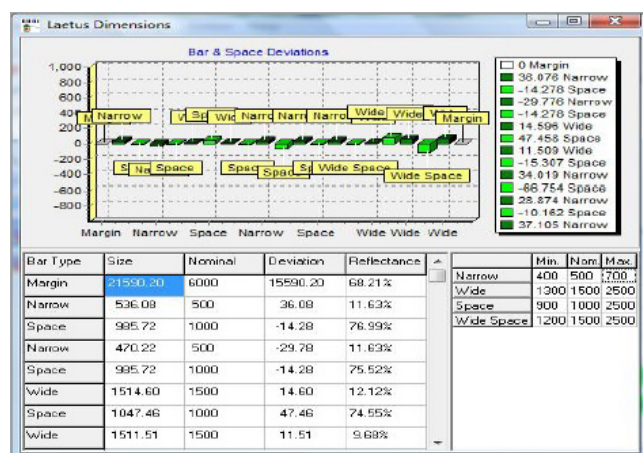 Laetus Dimensions
Bar & Space Deviations
1,000
800
600
400
200
0
-200
-400
-600
-800
Narrow
Wide
Wide
Margin
Space
Space
Wide Space
Wide Space
Margin Narrow Space Narrow Space Wide Wide Wide
0 Margin
36.076 Narrow
-14.278 Space
-29.776 Narrow
-14.278 Space
14.596 Wide
47.458 Space
11.509 Wide
-15.307 Space
34.019 Narrow
-66.754 Space
28.874 Narrow
-10.162 Space
37.105 Narrow
Bar Type Size Nominal Deviation Reflectance
Margin 21590.20 6000 15590.20 68.21%
Narrow 536.08 500 36.08 11.63%
Space 985.72 1000 -14.28 76.99%
Narrow 470.22 500 -29.78 11.63%
Space 985.72 1000 -14.28 75.52%
Wide 1514.60 1500 14.60 12.12%
Space 1047.46 1000 47.46 74.55%
Wide 1511.51 1500 11.51 9.68%
Min. Nom. Max.
Narrow 400 500 700
Wide 1300 1500 2500
Space 900 1000 2500
Wide Space 1200 1500 2500